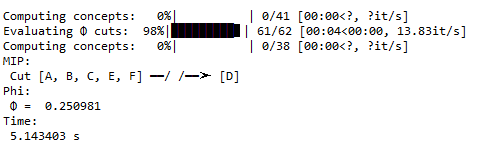 Computing concepts:   0%|          | 0/41 [00:00<?, ?it/s]
Evaluating Φ cuts:  98%|█████████▊| 61/62 [00:04<00:00, 13.83it/s]
Computing concepts:   0%|          | 0/38 [00:00<?, ?it/s]
MIP:
 Cut [A, B, C, E, F] ━━/ /━━➤ [D]
Phi:
 Φ =  0.250981
Time:
 5.143403 s